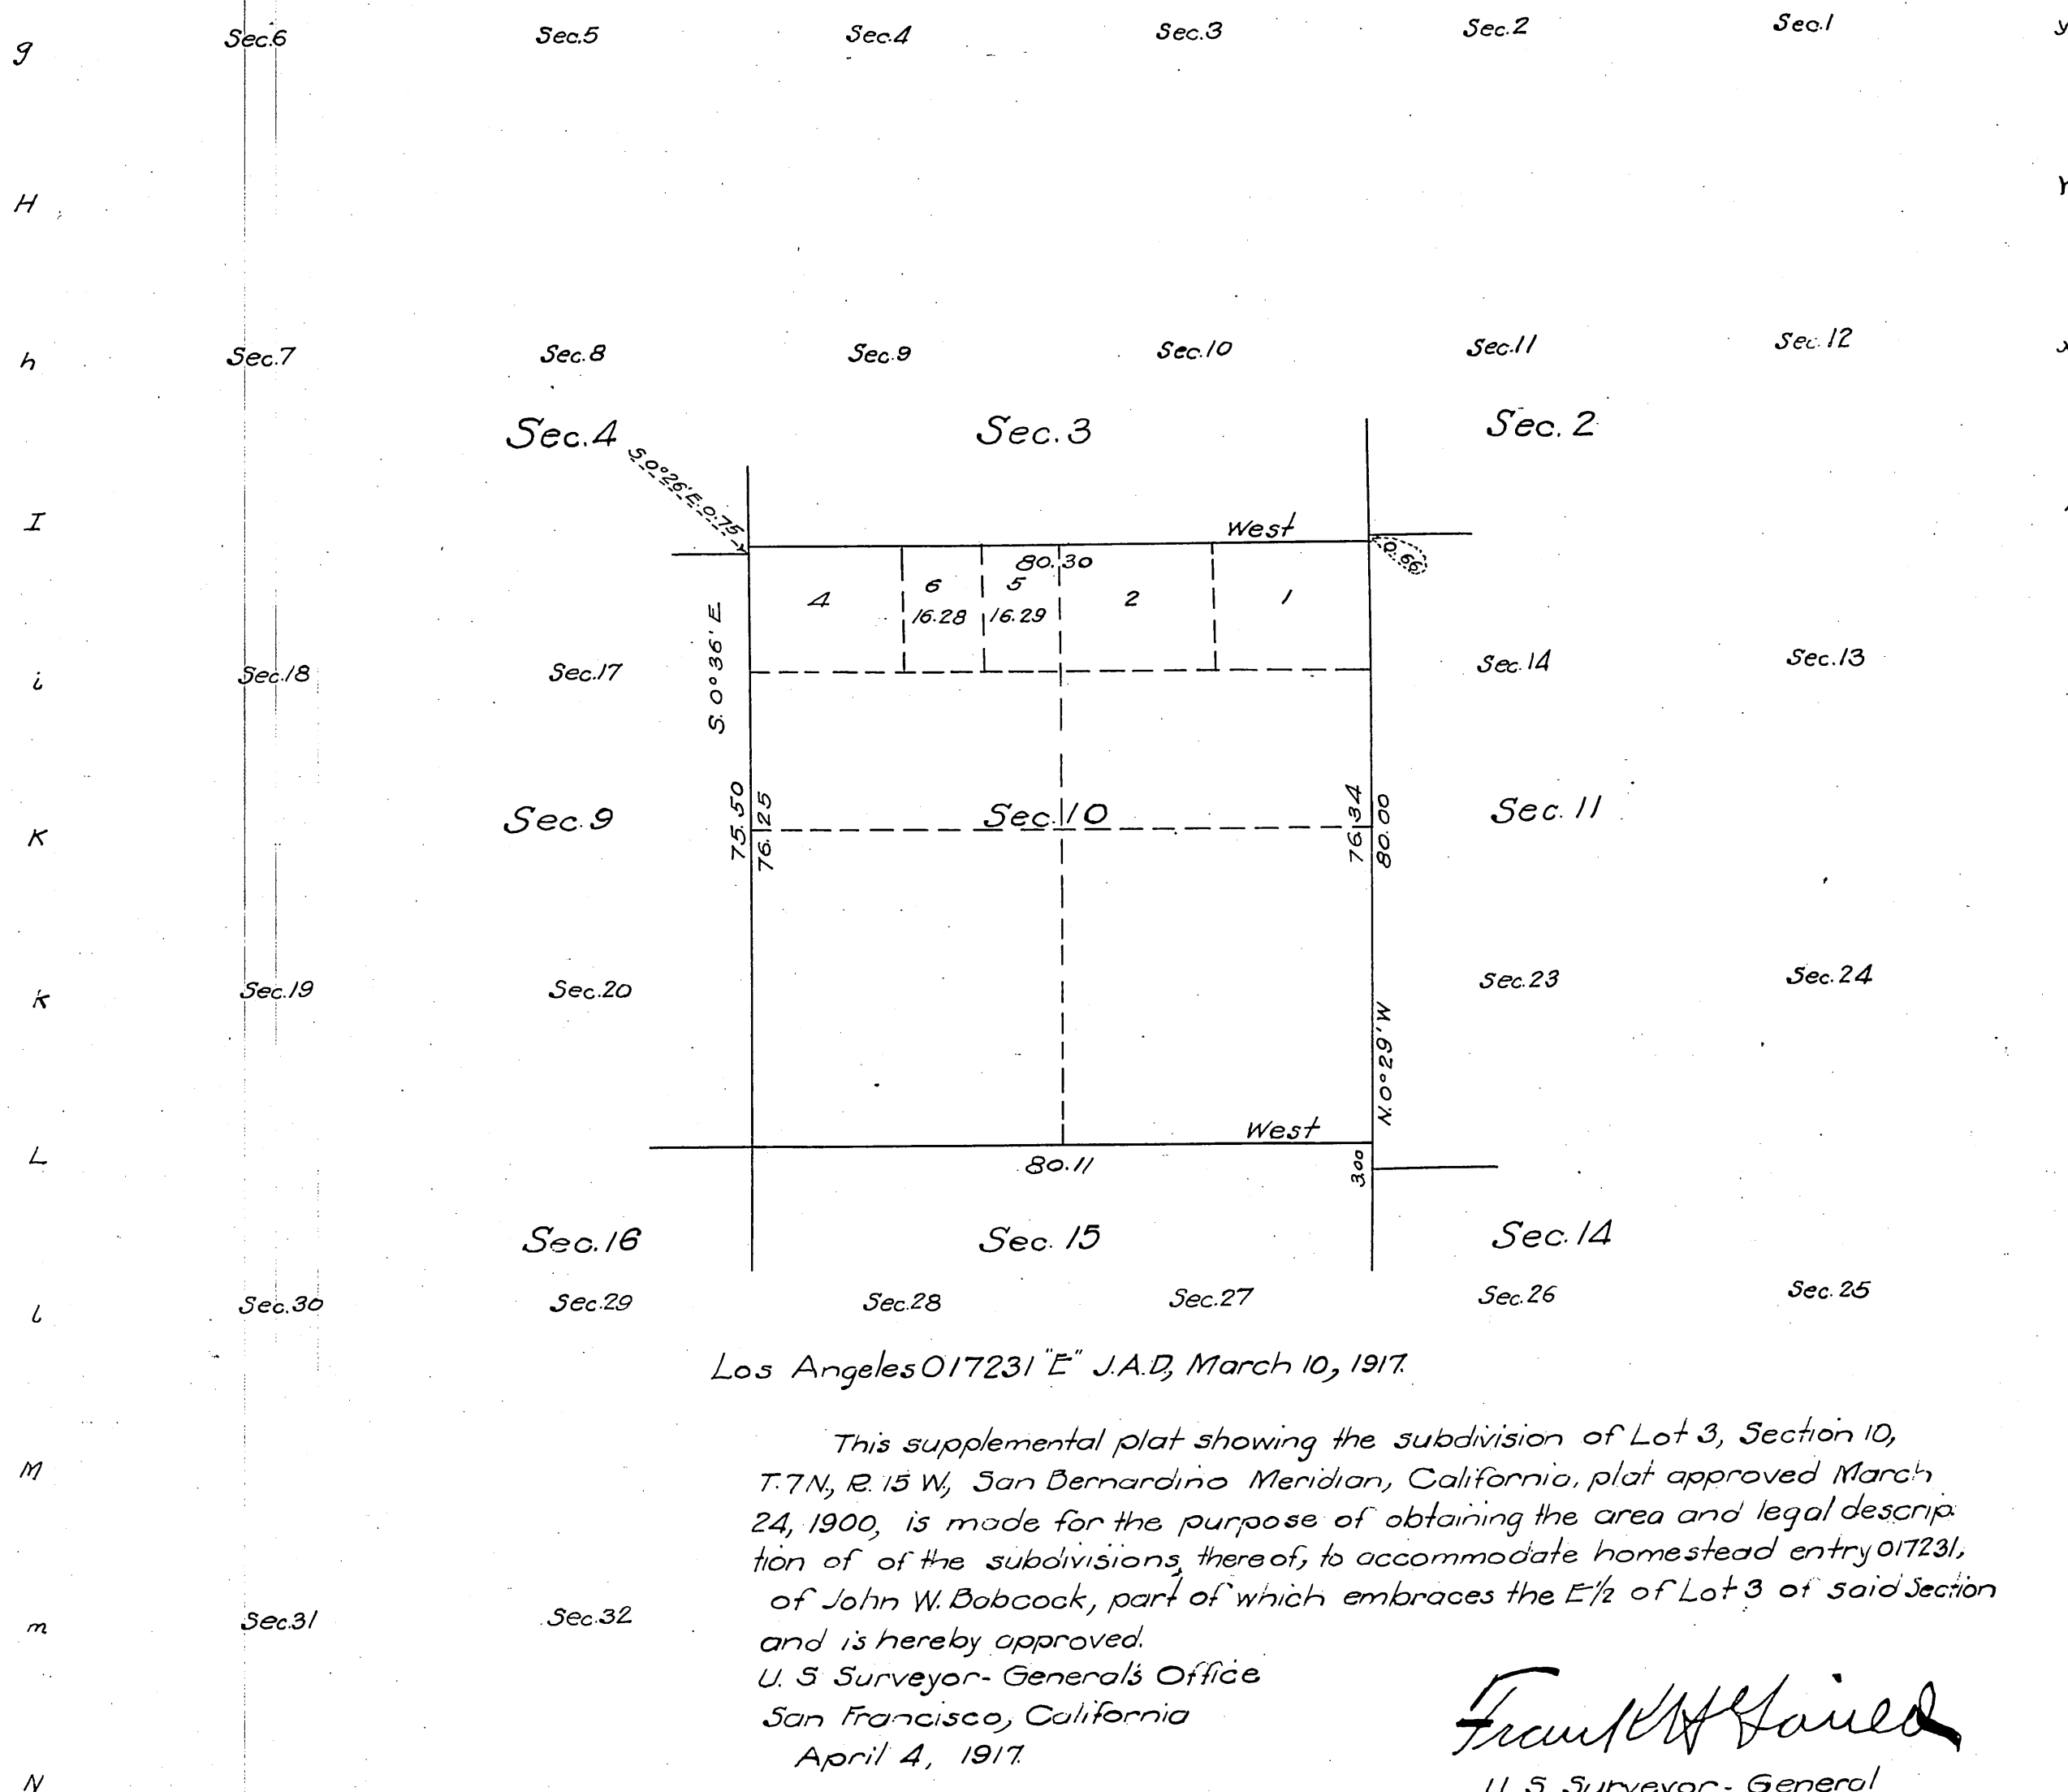 g Sec.6 Sec.5 Sec.4 Sec.3 Sec.2 Sec.1 y
H
h Sec.7 Sec.8 Sec.9 Sec.10 Sec.11 Sec.12
Sec.4 Sec.3 Sec. 2
S.0°26'E.0.75
I
West
0.66
80.30
4 6 5 2 1
16.28 16.29
S. 0° 36' E
i Sec.18 Sec.17 Sec.14 Sec.13
K Sec.9 75.50 76.25 Sec.10 76.34 80.00 Sec. 11
k Sec.19 Sec.20 Sec.23 Sec.24
N.0°29'W
L
West
80.11 3.00
Sec.16 Sec. 15 Sec.14
l Sec.30 Sec.29 Sec.28 Sec.27 Sec.26 Sec. 25
Los Angeles 017231 "E" J.A.D., March 10, 1917.
This supplemental plat showing the subdivision of Lot 3, Section 10,
M
T.7N., R. 15 W., San Bernardino Meridian, California, plat approved March
24, 1900, is made for the purpose of obtaining the area and legal descrip-
tion of of the subdivisions, thereof, to accommodate homestead entry 017231,
of John W. Babcock, part of which embraces the E1/2 of Lot 3 of said Section
m Sec.31 Sec.32
and is hereby approved.
U. S Surveyor-General's Office
San Francisco, California
April 4, 1917.
Frank H
N
U. S. Surveyor-General